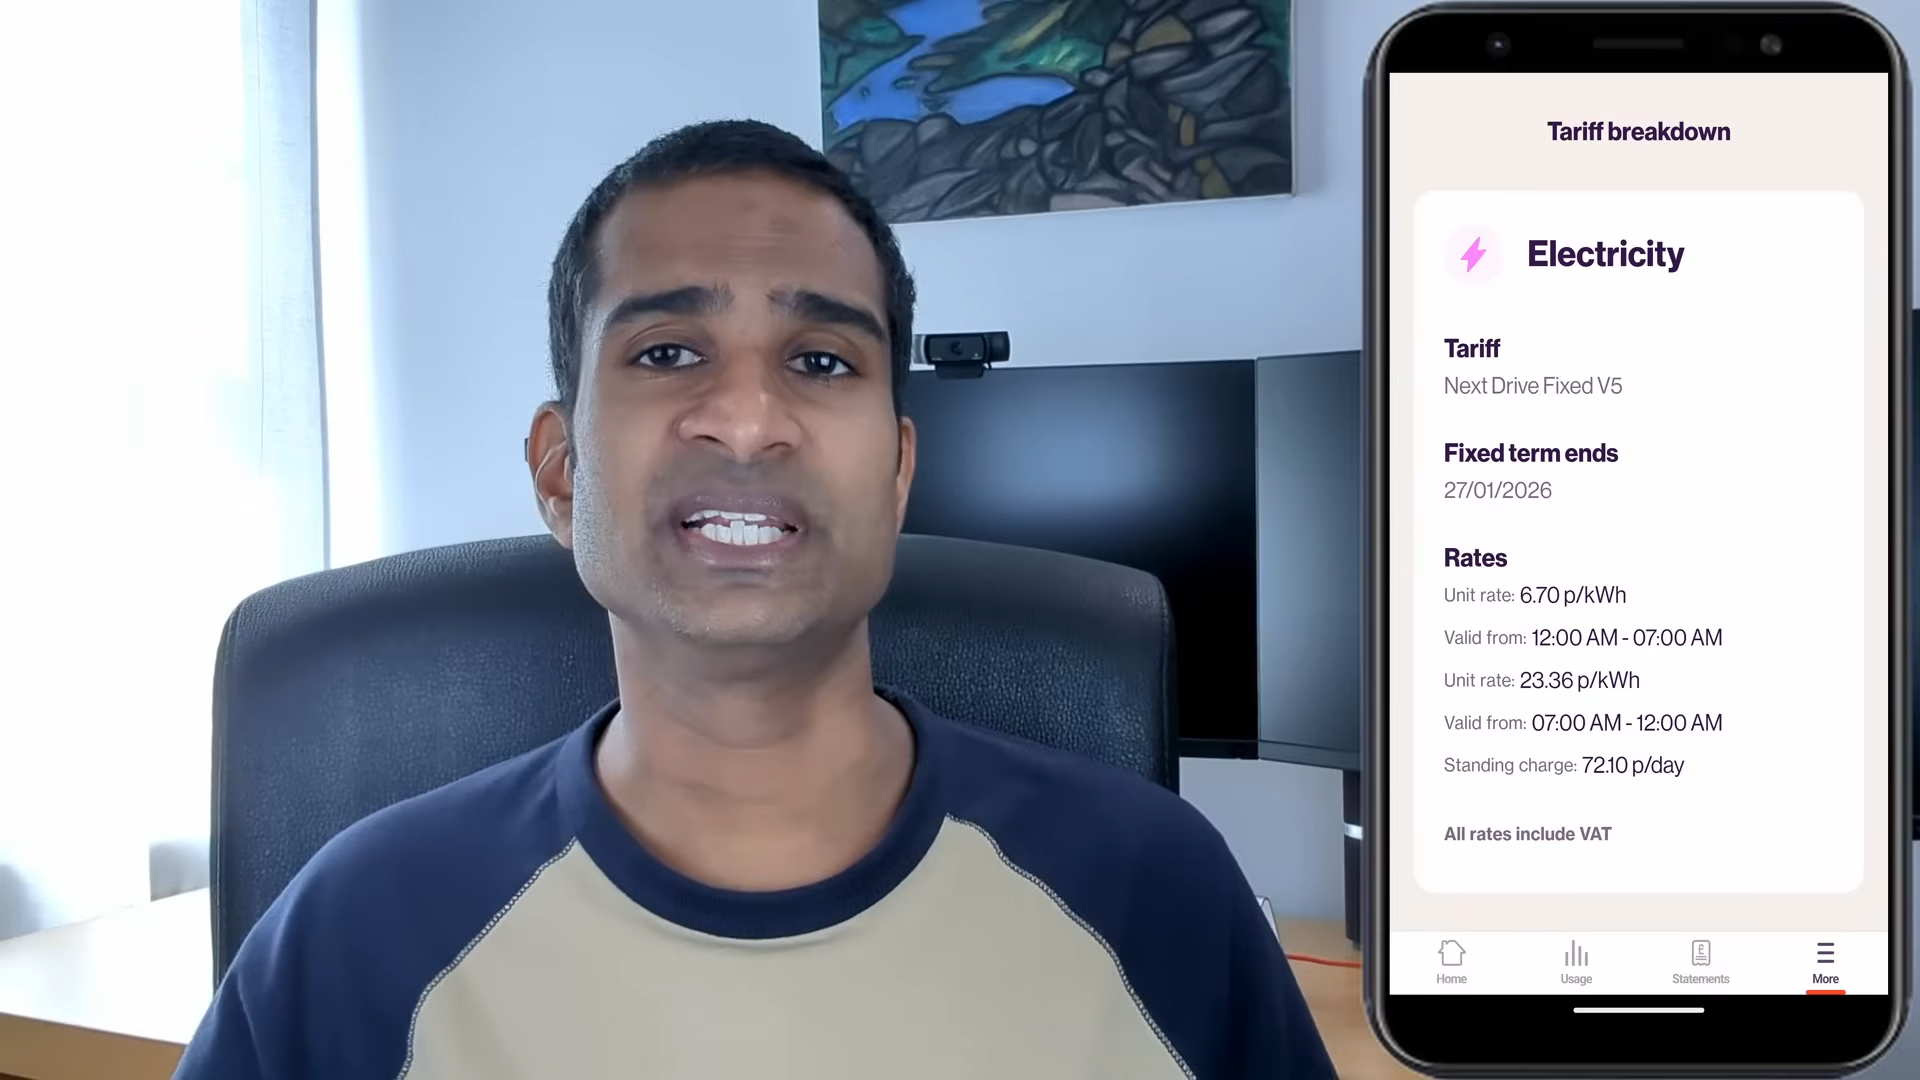 Tariff breakdown
Electricity
Tariff
Next Drive Fixed V5
Fixed term ends
27/01/2026
Rates
Unit rate: 6.70 p/kWh
Valid from: 12:00 AM - 07:00 AM
Unit rate: 23.36 p/kWh
Valid from: 07:00 AM - 12:00 AM
Standing charge: 72.10 p/day
All rates include VAT
Home
Usage
Statements
More